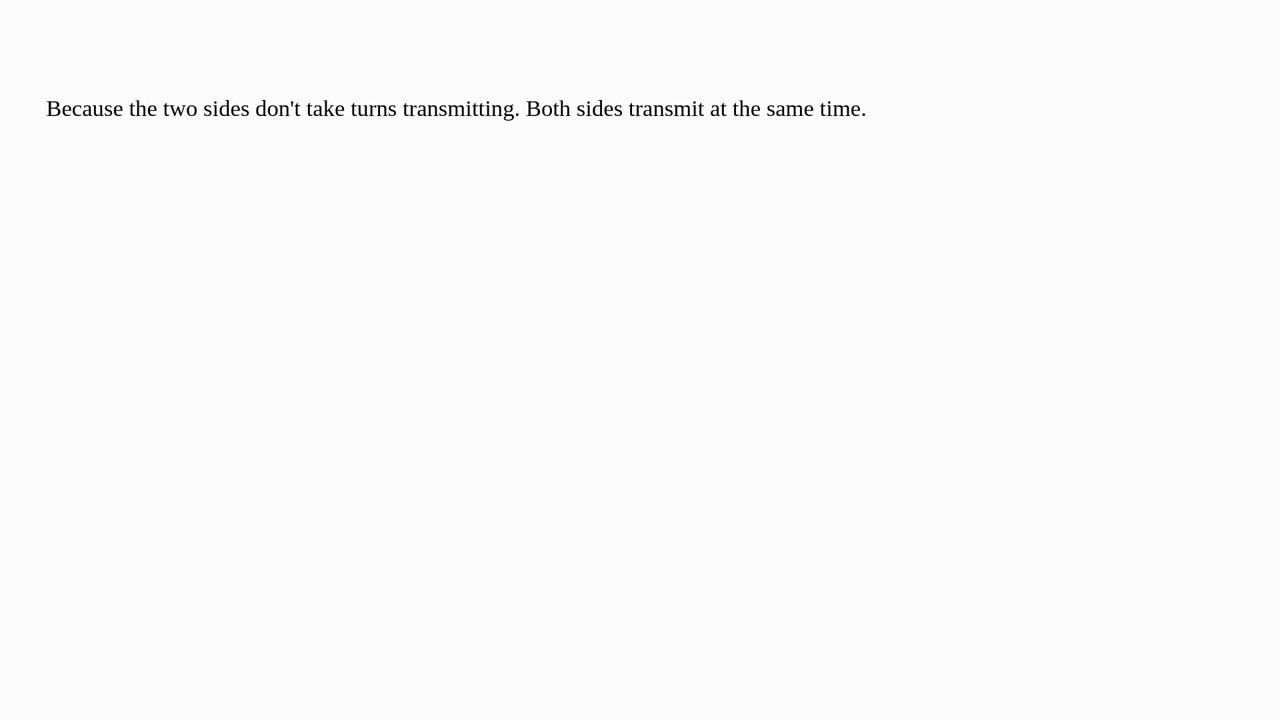 Because the two sides don't take turns transmitting. Both sides transmit at the same time.